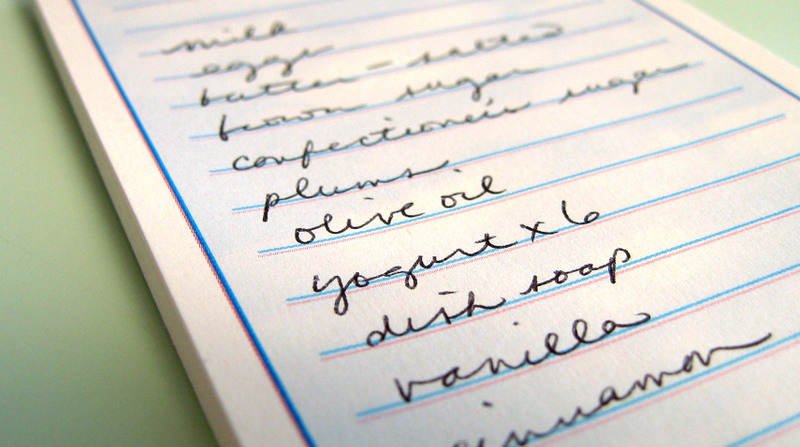 milk
eggs
butter - salted
brown sugar
confectioner's sugar
plums
olive oil
yogurt x 6
dish soap
vanilla
cinnamon